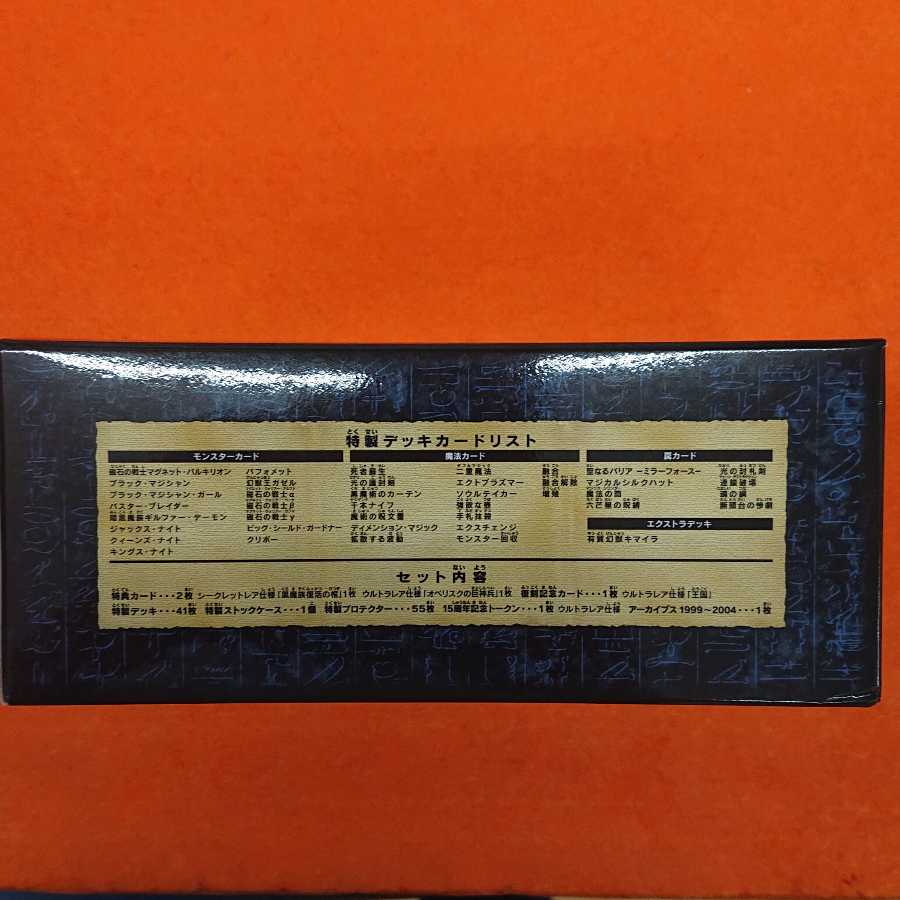 特製デッキカードリスト
モンスターカード
磁石の戦士マグネット・バルキリオン
ブラック・マジシャン
ブラック・マジシャン・ガール
バスター・ブレイダー
暗黒魔族ギルファー・デーモン
ジャックス・ナイト
クィーンズ・ナイト
キングス・ナイト
バフォメット
幻獣王ガゼル
磁石の戦士α
磁石の戦士β
磁石の戦士γ
ビッグ・シールド・ガードナー
クリボー
魔法カード
死者蘇生
光の護封剣
黒魔術のカーテン
千本ナイフ
魔術の呪文書
ディメンション・マジック
拡散する波動
二重魔法
エクトプラズマー
ソウルテイカー
強欲な壺
手札抹殺
エクスチェンジ
モンスター回収
融合
融合解除
増殖
罠カード
聖なるバリア －ミラーフォース－
マジカルシルクハット
魔法の筒
六芒星の呪縛
光の封札剣
連鎖破壊
魂の綱
断頭台の惨劇
エクストラデッキ
有翼幻獣キマイラ
セット内容
特典カード・・・2枚 シークレットレア仕様「黒魔族復活の棺」1枚 ウルトラレア仕様「オベリスクの巨神兵」1枚 復刻記念カード・・・1枚 ウルトラレア仕様「王国」
特製デッキ・・・41枚 特製ストックケース・・・1個 特製プロテクター・・・55枚 15周年記念トークン・・・1枚 ウルトラレア仕様 アーカイブス 1999〜2004・・・1枚